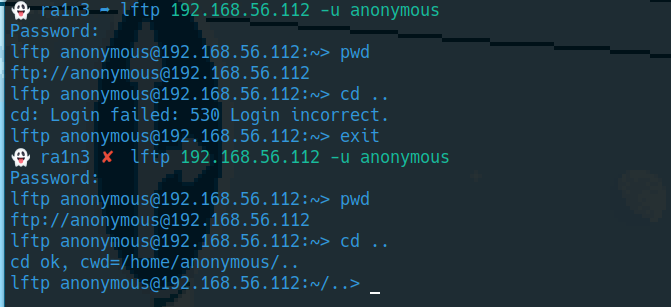 👻 ra1n3 ➡ lftp 192.168.56.112 -u anonymous
Password:
lftp anonymous@192.168.56.112:~> pwd
ftp://anonymous@192.168.56.112
lftp anonymous@192.168.56.112:~> cd ..
cd: Login failed: 530 Login incorrect.
lftp anonymous@192.168.56.112:~> exit
👻 ra1n3 ✘ lftp 192.168.56.112 -u anonymous
Password:
lftp anonymous@192.168.56.112:~> pwd
ftp://anonymous@192.168.56.112
lftp anonymous@192.168.56.112:~> cd ..
cd ok, cwd=/home/anonymous/..
lftp anonymous@192.168.56.112:~/..> _